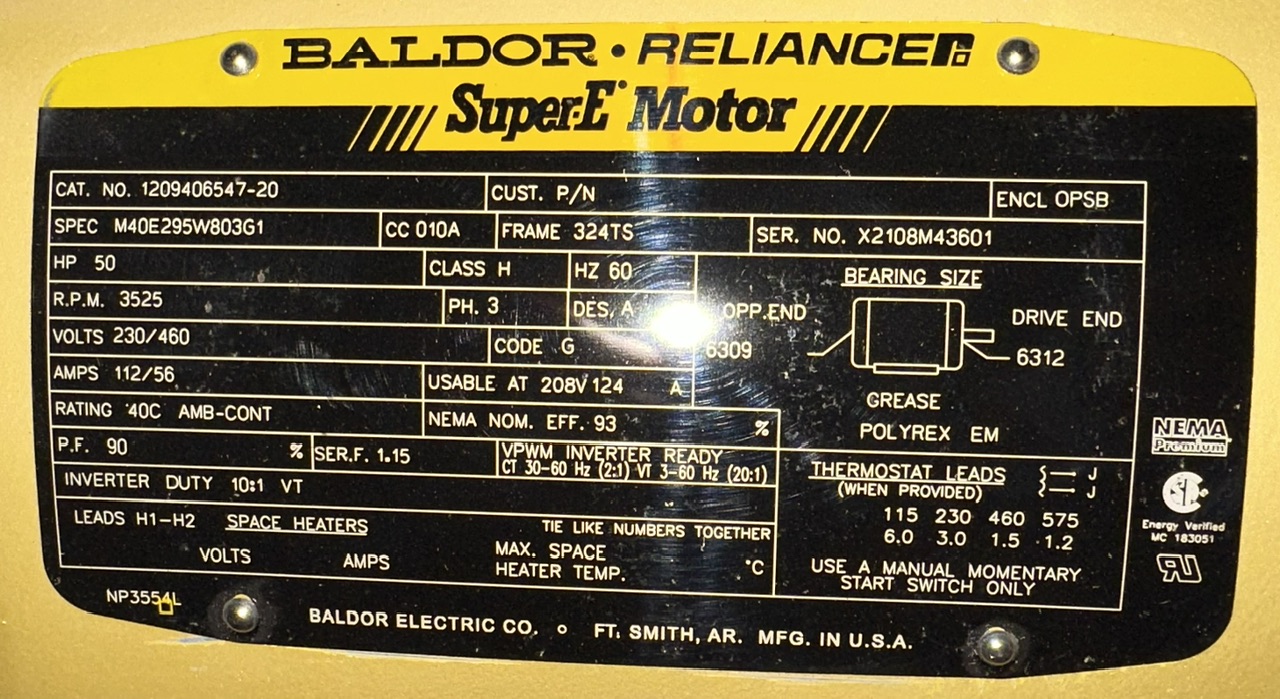 BALDOR • RELIANCE
Super-E Motor
CAT. NO. 1209406547-20 CUST. P/N ENCL OPSB
SPEC M40E295W803G1 CC 010A FRAME 324TS SER. NO. X2108M43601
HP 50 CLASS H HZ 60 BEARING SIZE
R.P.M. 3525 PH. 3 DES. A OPP.END DRIVE END
VOLTS 230/460 CODE G 6309 6312
AMPS 112/56 USABLE AT 208V 124 A GREASE
RATING 40C AMB-CONT NEMA NOM. EFF. 93 % POLYREX EM
P.F. 90 % SER.F. 1.15 VPWM INVERTER READY
CT 30-60 Hz (2:1) VT 3-60 Hz (20:1)
INVERTER DUTY 10:1 VT
THERMOSTAT LEADS J
(WHEN PROVIDED) J
115 230 460 575
6.0 3.0 1.5 1.2
USE A MANUAL MOMENTARY
START SWITCH ONLY
LEADS H1-H2 SPACE HEATERS TIE LIKE NUMBERS TOGETHER
VOLTS AMPS MAX. SPACE
HEATER TEMP. °C
NEMA
Premium
Energy Verified
MC 183051
NP3554L
BALDOR ELECTRIC CO. o FT. SMITH, AR. MFG. IN U.S.A.